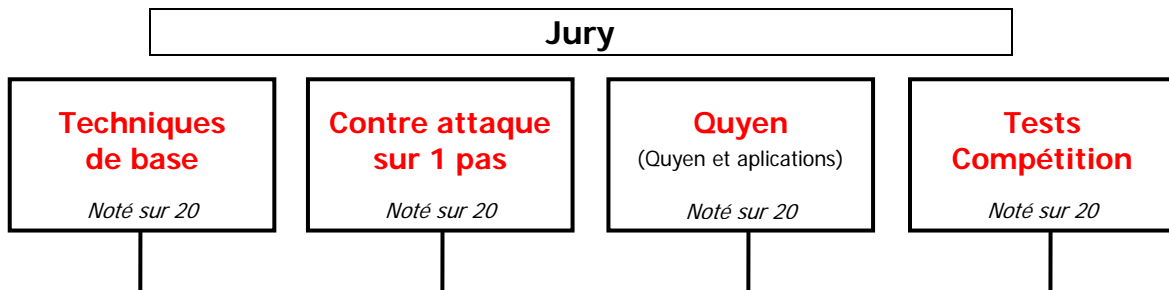 Jury
Techniques
de base
Noté sur 20
Contre attaque
sur 1 pas
Noté sur 20
Quyen
(Quyen et aplications)
Noté sur 20
Tests
Compétition
Noté sur 20